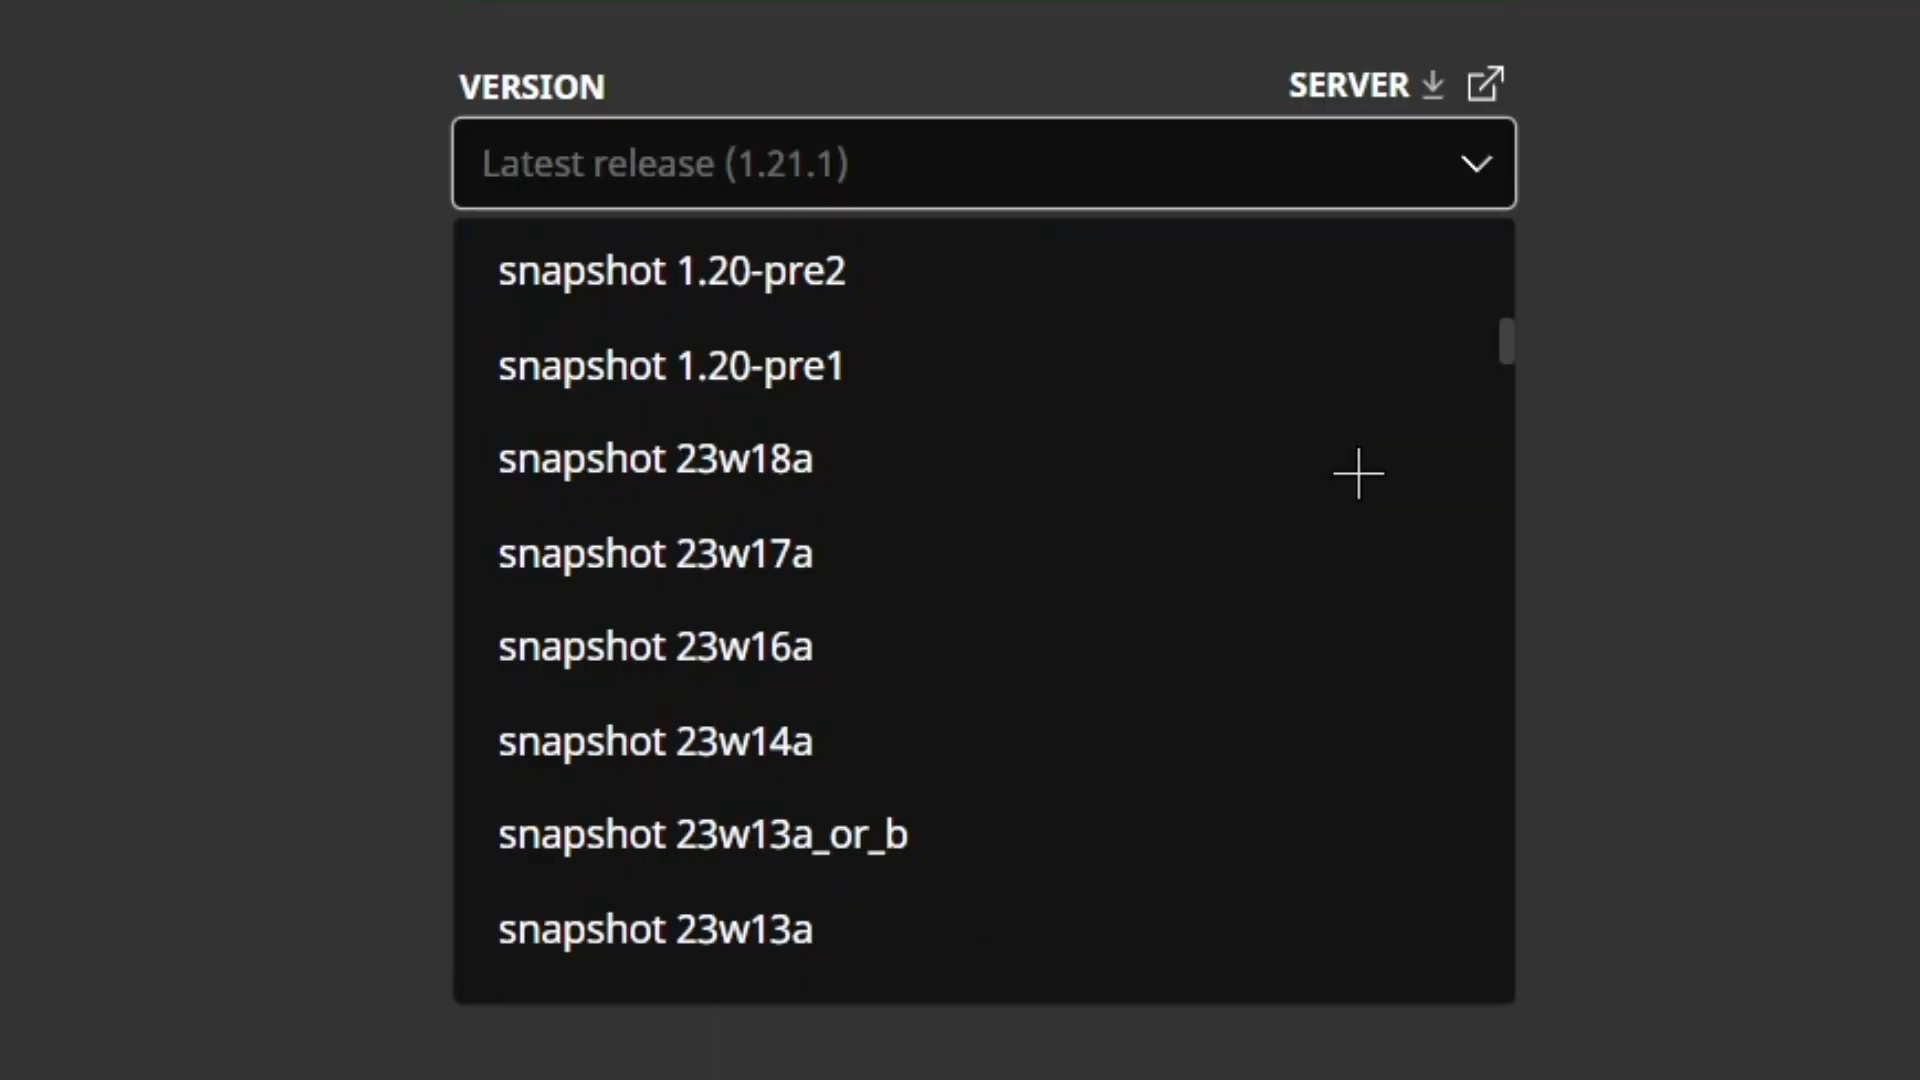 VERSION
SERVER
Latest release (1.21.1)
snapshot 1.20-pre2
snapshot 1.20-pre1
snapshot 23w18a
snapshot 23w17a
snapshot 23w16a
snapshot 23w14a
snapshot 23w13a_or_b
snapshot 23w13a